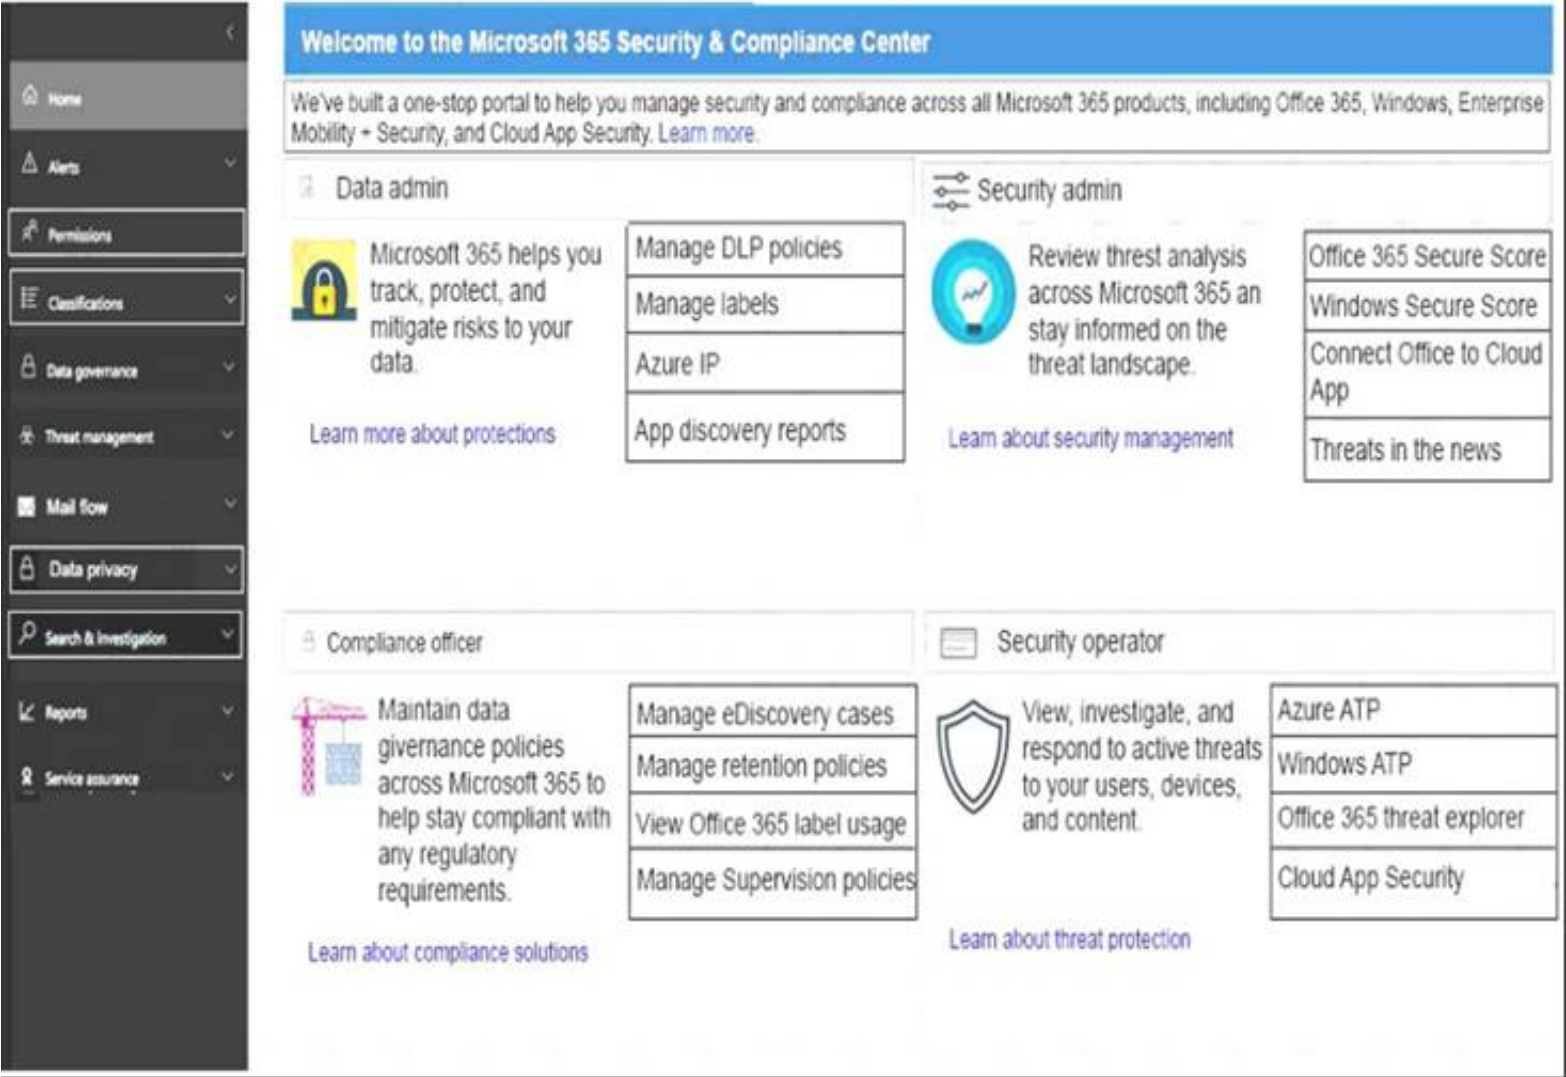 Welcome to the Microsoft 365 Security & Compliance Center
We've built a one-stop portal to help you manage security and compliance across all Microsoft 365 products, including Office 365, Windows, Enterprise
Mobility + Security, and Cloud App Security. Learn more.
Home
Alerts
Permissions
Classifications
Data governance
Threat management
Mail flow
Data privacy
Search & investigation
Reports
Service assurance
Data admin
Microsoft 365 helps you
track, protect, and
mitigate risks to your
data.
Learn more about protections
Manage DLP policies
Manage labels
Azure IP
App discovery reports
Security admin
Review threst analysis
across Microsoft 365 an
stay informed on the
threat landscape.
Learn about security management
Office 365 Secure Score
Windows Secure Score
Connect Office to Cloud
App
Threats in the news
Compliance officer
Maintain data
givernance policies
across Microsoft 365 to
help stay compliant with
any regulatory
requirements.
Learn about compliance solutions
Manage eDiscovery cases
Manage retention policies
View Office 365 label usage
Manage Supervision policies
Security operator
View, investigate, and
respond to active threats
to your users, devices,
and content.
Learn about threat protection
Azure ATP
Windows ATP
Office 365 threat explorer
Cloud App Security